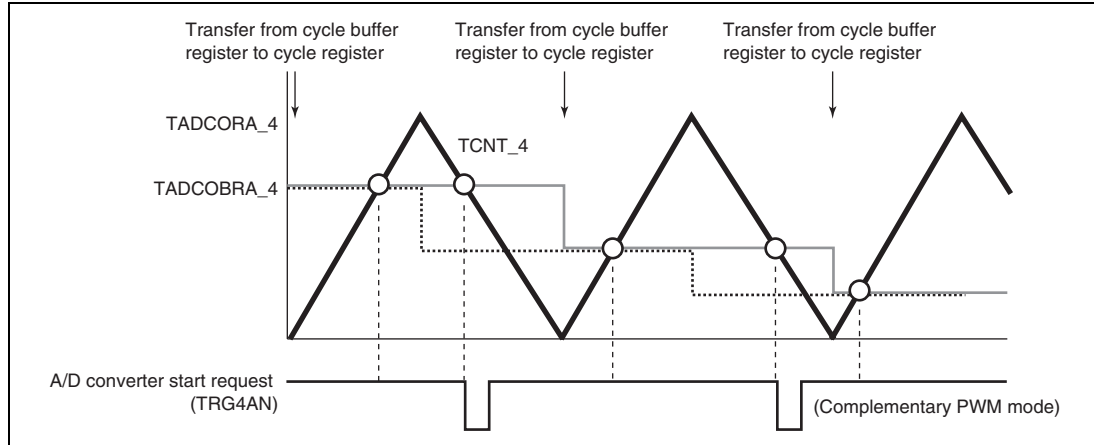 Transfer from cycle buffer
register to cycle register
Transfer from cycle buffer
register to cycle register
Transfer from cycle buffer
register to cycle register
TADCORA_4
TCNT_4
TADCOBRA_4
A/D converter start request
(TRG4AN)
(Complementary PWM mode)